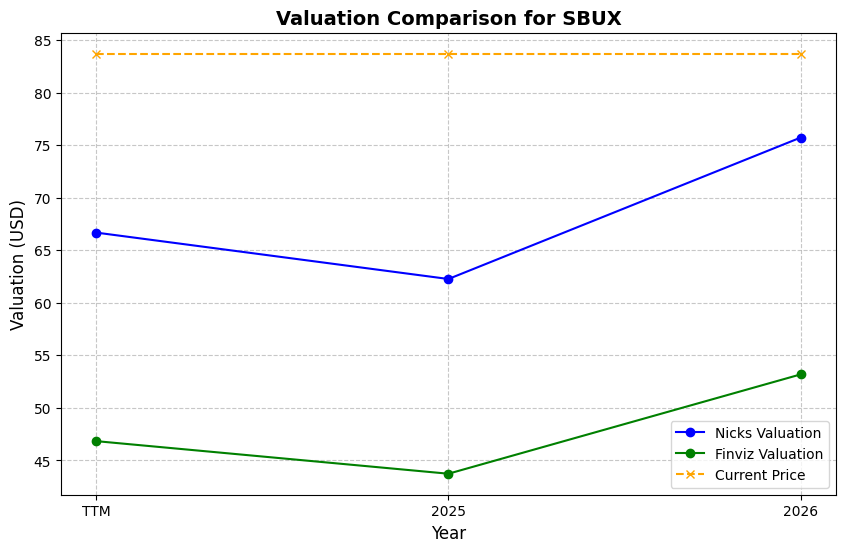 Valuation Comparison for SBUX
85
80
75
70
65
60
55
50
45
Valuation (USD)
TTM
2025
2026
Year
Nicks Valuation
Finviz Valuation
Current Price